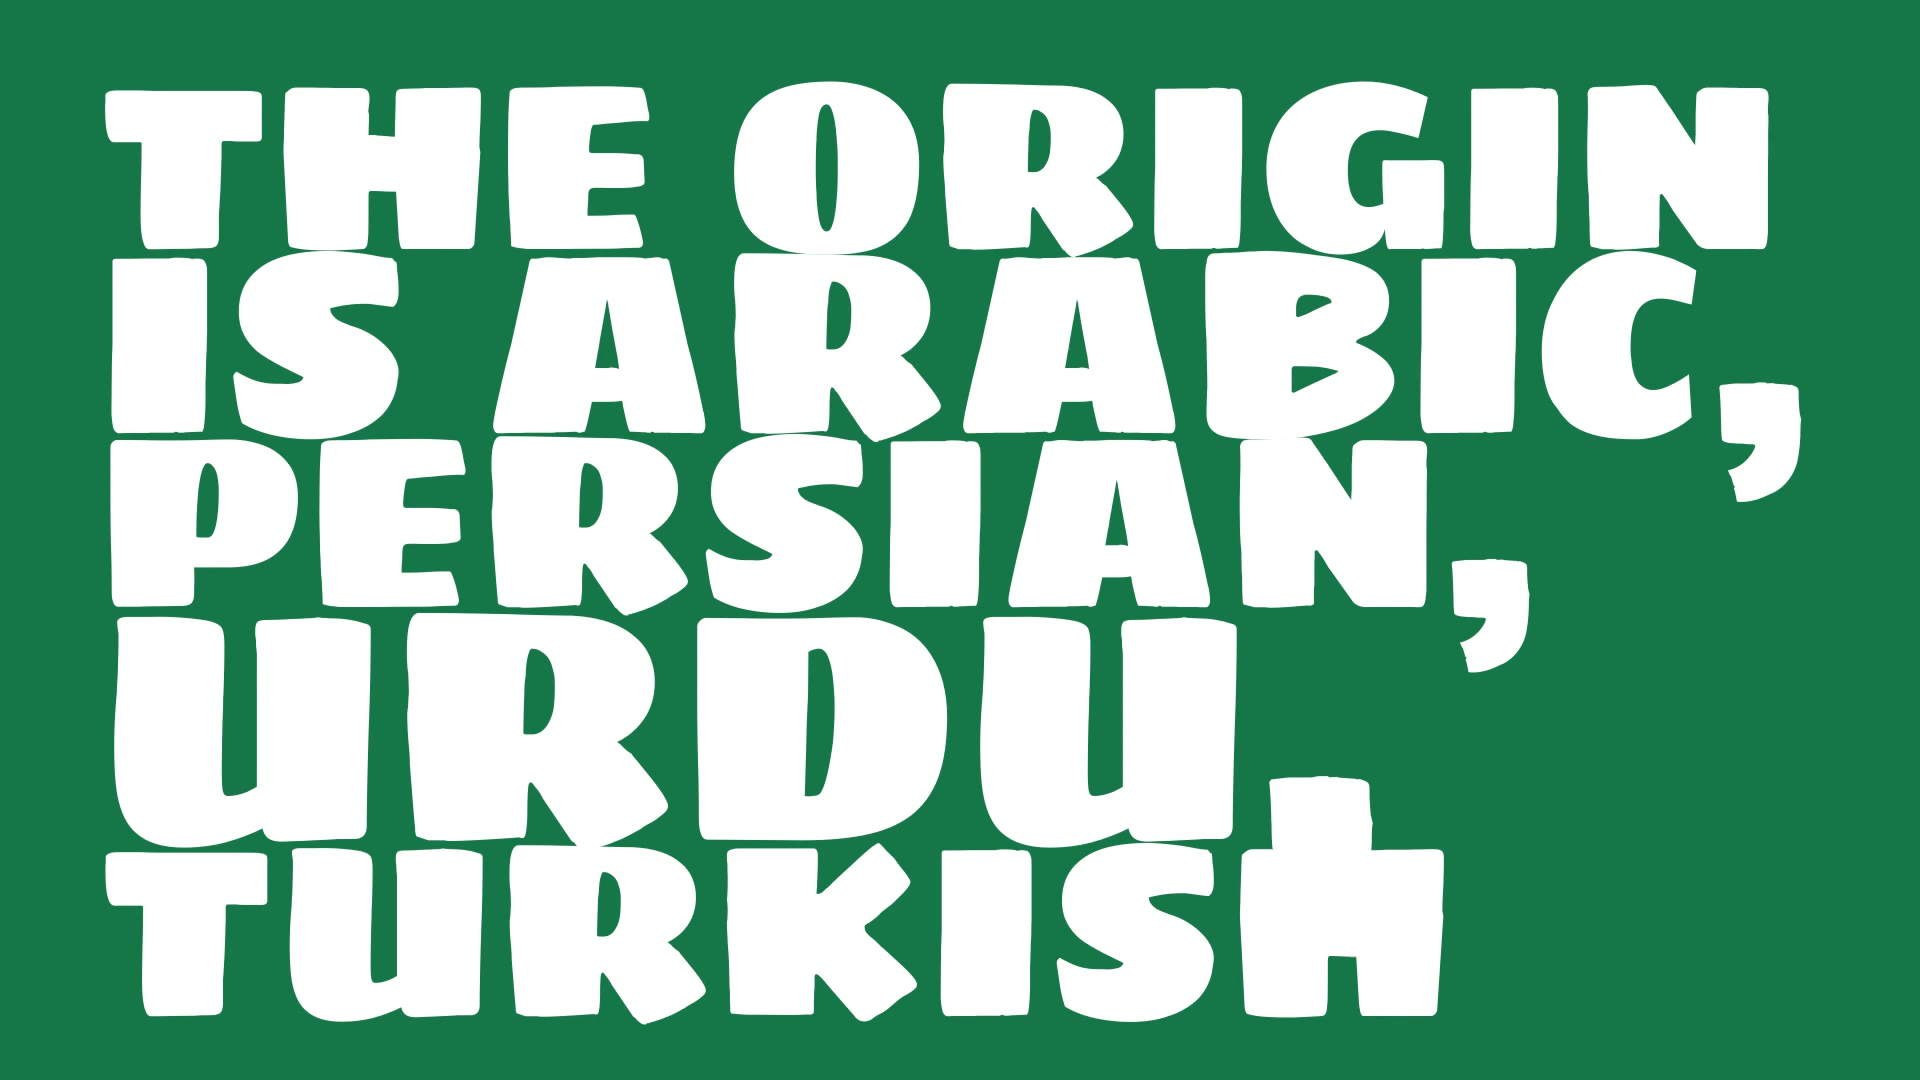 THE ORIGIN
IS ARABIC,
PERSIAN,
URDU,
TURKISH